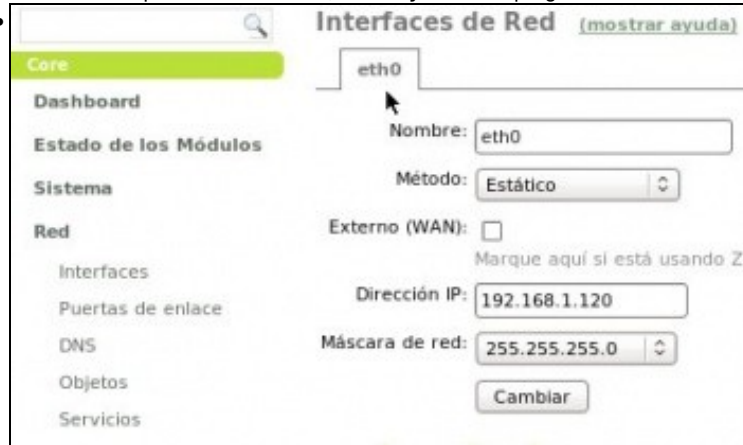 Interfaces de Red (mostrar ayuda)
Core
Dashboard
Estado de los Módulos
Sistema
Red
Interfaces
Puertas de enlace
DNS
Objetos
Servicios
eth0
Nombre: eth0
Método: Estático
Externo (WAN):
Marque aquí si está usando Z
Dirección IP: 192.168.1.120
Máscara de red: 255.255.255.0
Cambiar